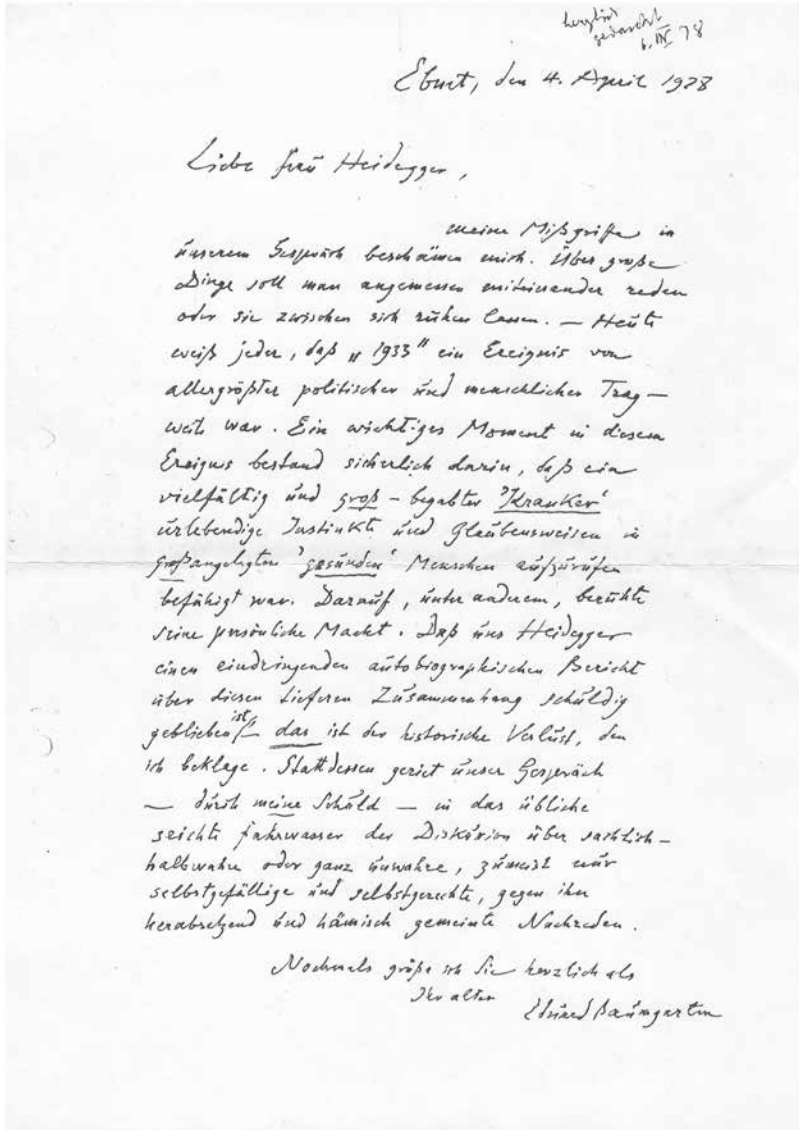 herzlich
gedankt
6. IV 78
Ebnet, den 4. April 1978
Liebe Frau Heidegger,
meine Mißgriffe in
unserem Gespräch beschämen mich. Über große
Dinge soll man angemessen miteinander reden
oder sie zwischen sich ruhen lassen. — Heute
weiß jeder, daß „1933" ein Ereignis von
allergrößter politischer und menschlicher Trag-
weite war. Ein wichtiges Moment in diesem
Ereignis bestand sicherlich darin, daß ein
vielfältig und groß-begabter 'Kranker'
urlebendige Instinkte und Glaubensweisen in
großangelegten 'gesunden' Menschen aufzurufen
befähigt war. Darauf, unter anderem, beruhte
seine persönliche Macht. Daß uns Heidegger
einen eindringenden autobiographischen Bericht
über diesen tieferen Zusammenhang schuldig
geblieben ist — das ist der historische Verlust, den
ich beklage. Stattdessen geriet unser Gespräch
— durch meine Schuld — in das übliche
seichte Fahrwasser der Diskussion über sachlich-
halbwahre oder ganz unwahre, zumeist nur
selbstgefällige und selbstgerechte, gegen ihn
herabsetzend und hämisch gemeinte Nachreden.
Nochmals grüße ich Sie herzlich als
Ihr alter
Eduard Baumgarten